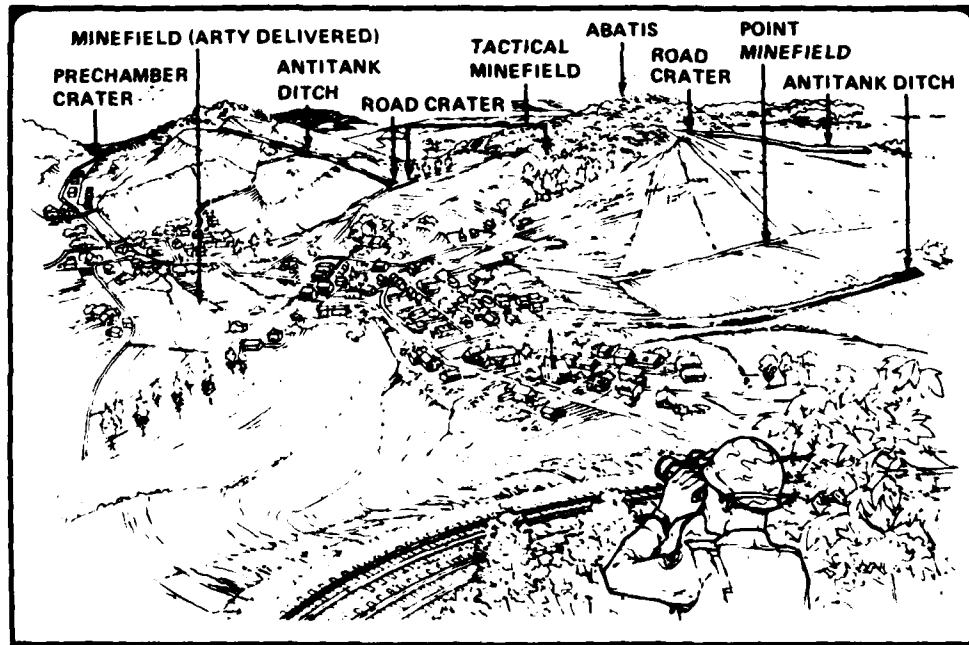 MINEFIELD (ARTY DELIVERED)
PRECHAMBER
CRATER
ANTITANK
DITCH
ROAD CRATER
TACTICAL
MINEFIELD
ABATIS
ROAD
CRATER
POINT
MINEFIELD
ANTITANK DITCH